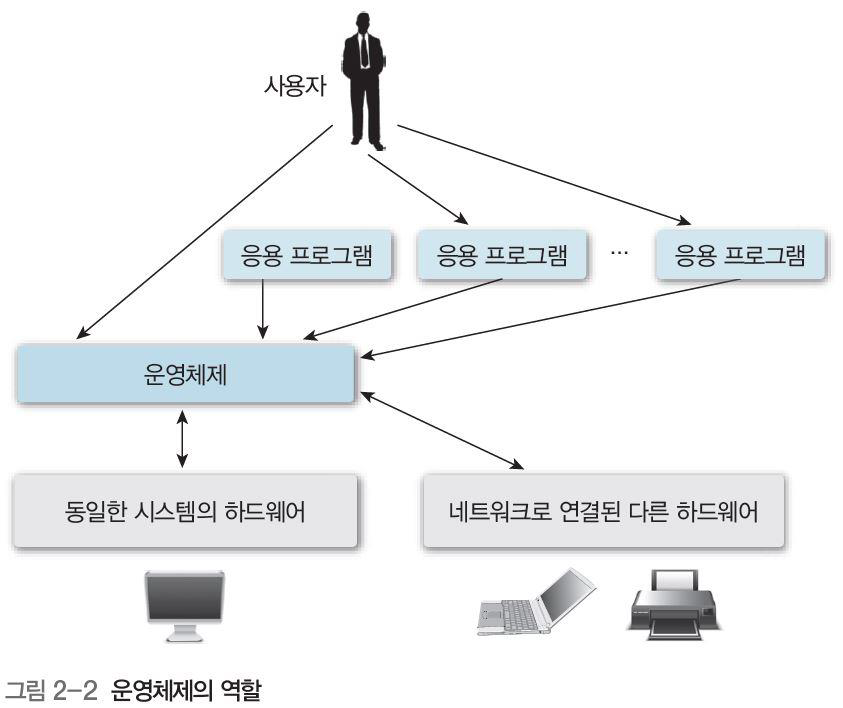 사용자
응용 프로그램
응용 프로그램
...
응용 프로그램
운영체제
동일한 시스템의 하드웨어
네트워크로 연결된 다른 하드웨어
그림 2-2 운영체제의 역할